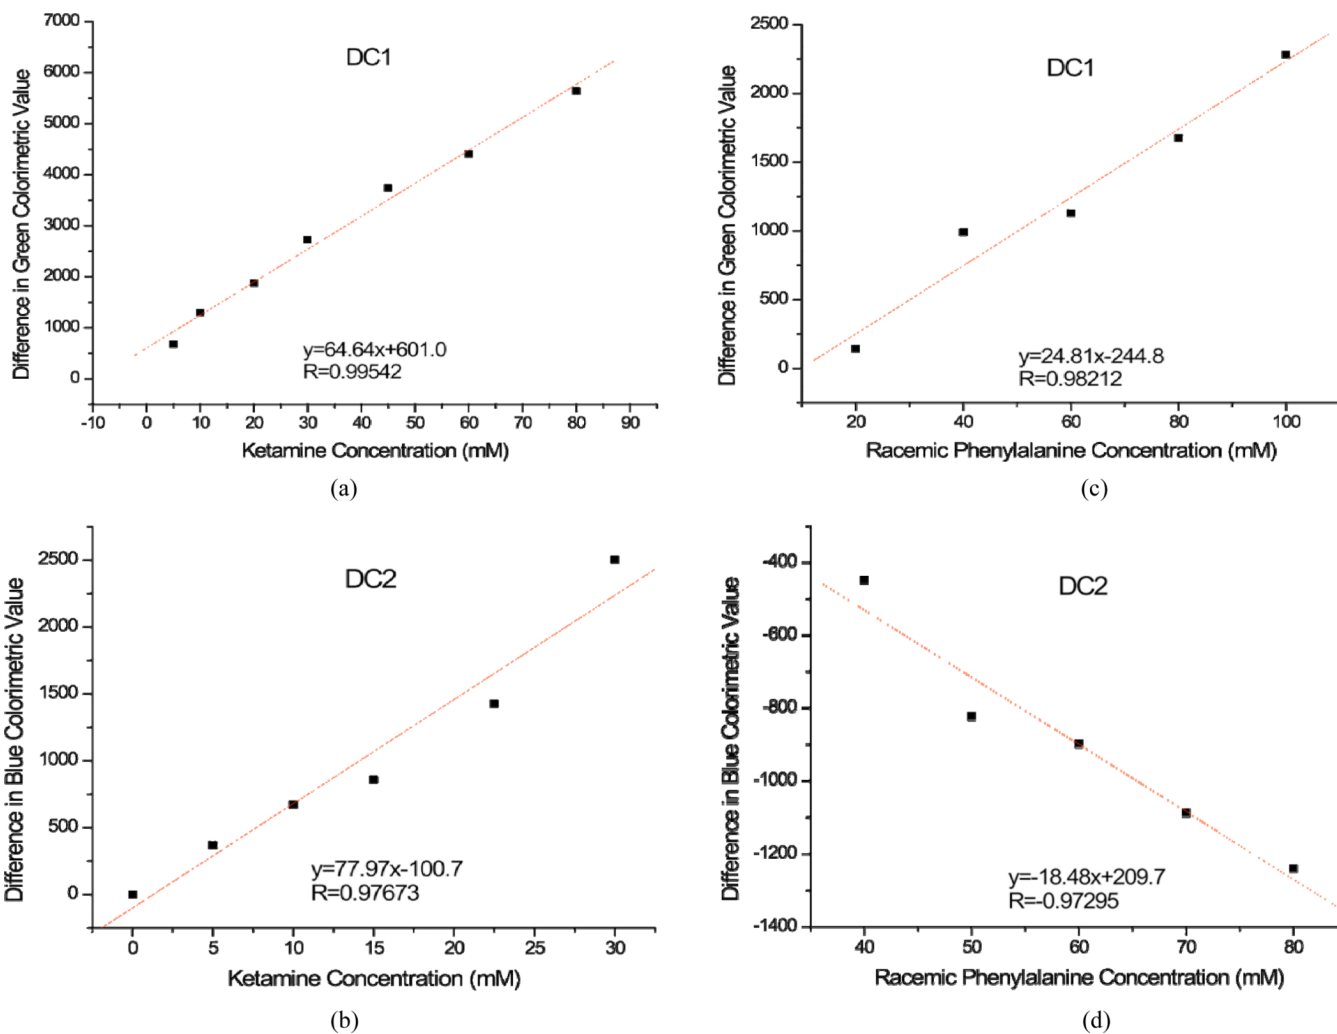 DC1
Difference in Green Colorimetric Value
7000
6000
5000
4000
3000
2000
1000
0
y=64.64x+601.0
R=0.99542
-10 0 10 20 30 40 50 60 70 80 90
Ketamine Concentration (mM)
(a)
DC1
Difference in Green Colorimetric Value
2500
2000
1500
1000
500
0
y=24.81x-244.8
R=0.98212
20 40 60 80 100
Racemic Phenylalanine Concentration (mM)
(c)
DC2
Difference in Blue Colorimetric Value
2500
2000
1500
1000
500
0
y=77.97x-100.7
R=0.97673
0 5 10 15 20 25 30
Ketamine Concentration (mM)
(b)
DC2
Difference in Blue Colorimetric Value
-400
-600
-800
-1000
-1200
-1400
y=-18.48x+209.7
R=-0.97295
40 50 60 70 80
Racemic Phenylalanine Concentration (mM)
(d)